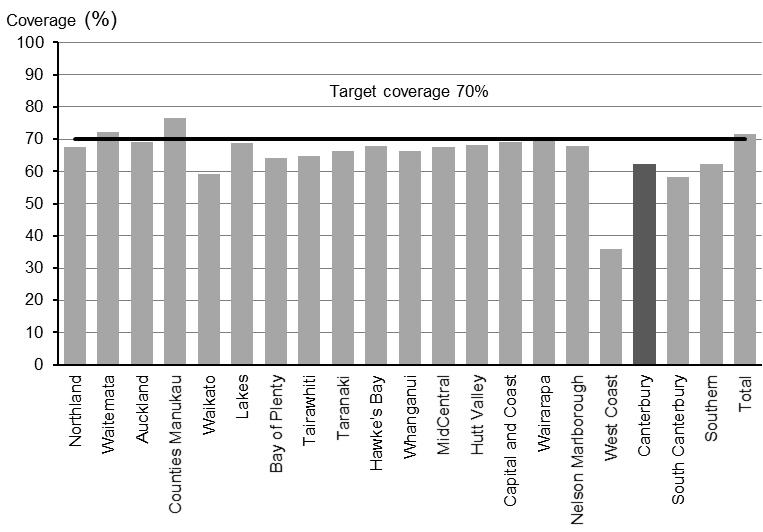 Coverage (%)
100
90
80
70
60
50
40
30
20
10
0
Target coverage 70%
Northland
Waitemata
Auckland
Counties Manukau
Waikato
Lakes
Bay of Plenty
Tairawhiti
Taranaki
Hawke's Bay
Whanganui
MidCentral
Hutt Valley
Capital and Coast
Wairarapa
Nelson Marlborough
West Coast
Canterbury
South Canterbury
Southern
Total